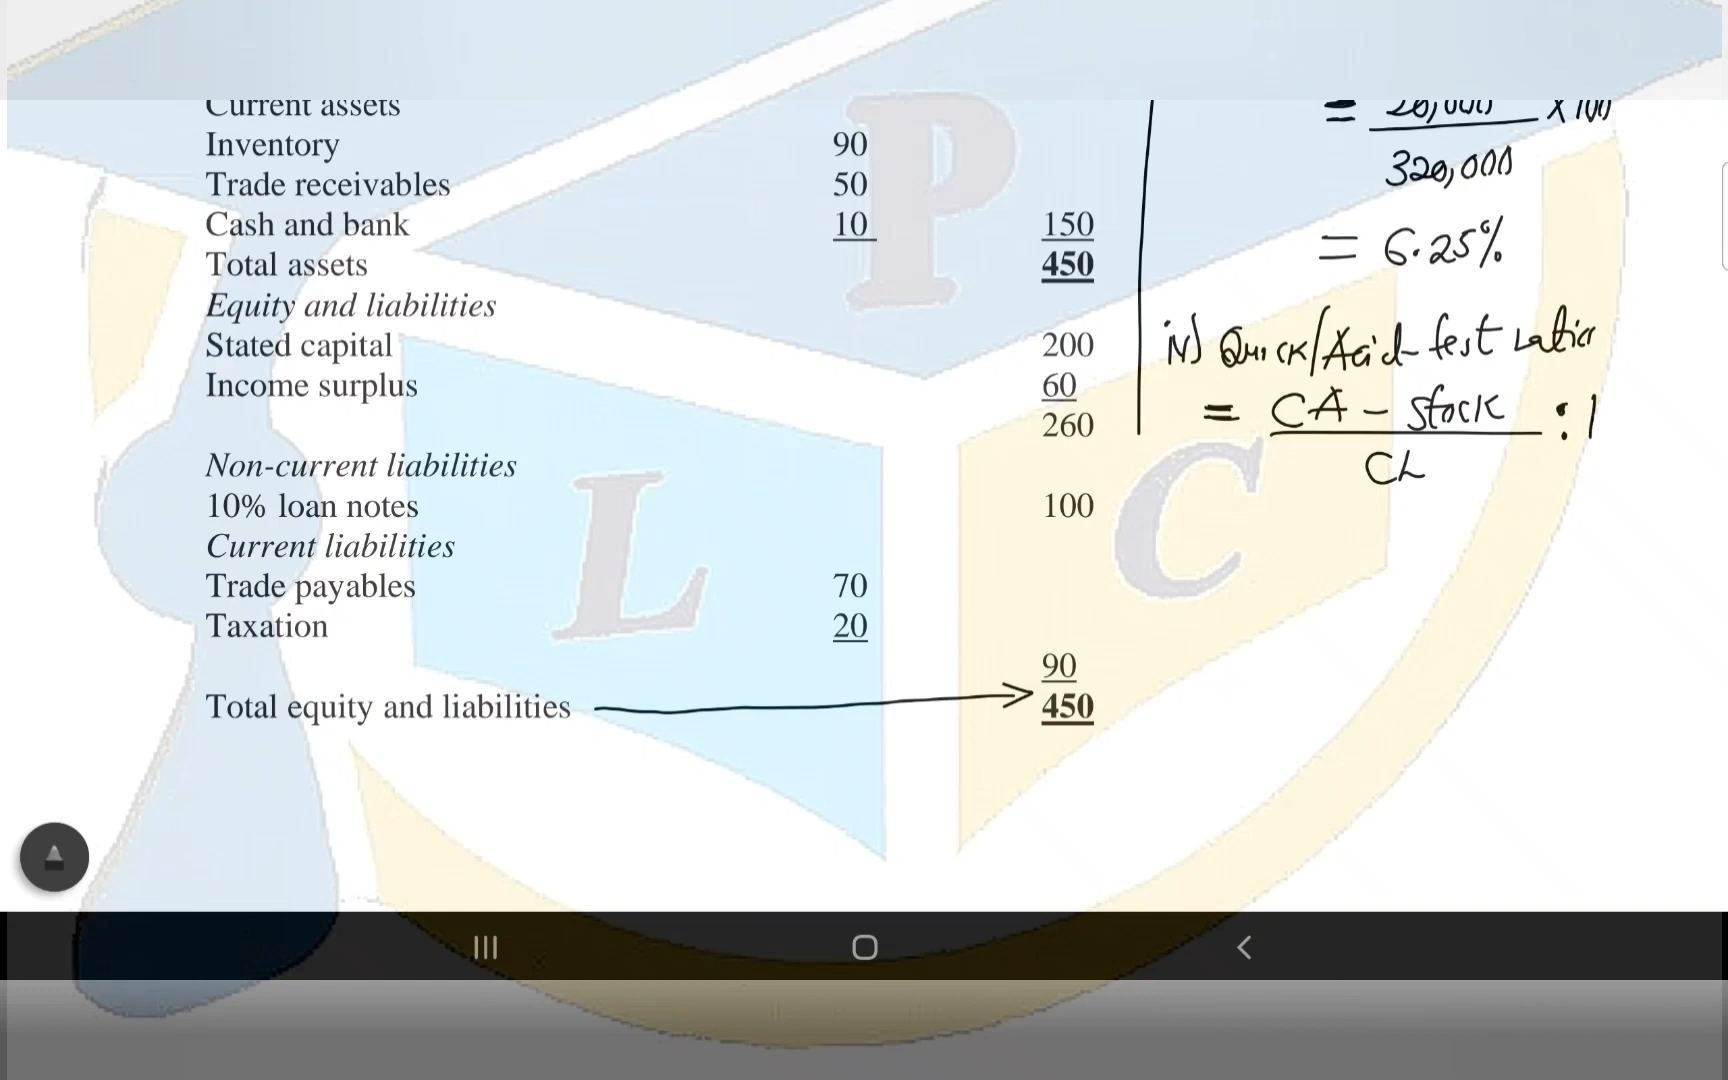 Current assets
Inventory 90
Trade receivables 50
Cash and bank 10 150
Total assets 450
Equity and liabilities
Stated capital 200
Income surplus 60
260
Non-current liabilities
10% loan notes 100
Current liabilities
Trade payables 70
Taxation 20
90
Total equity and liabilities 450
= 20,000 x 100
320,000
= 6.25%
iv) Quick/Acid test ratio
= CA - Stock : 1
CL
P
L
C